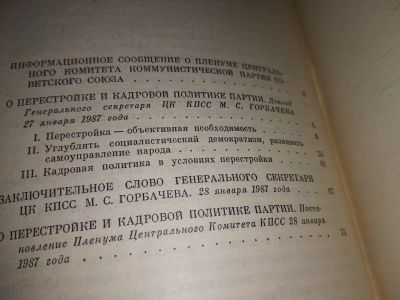 ИНФОРМАЦИОННОЕ СООБЩЕНИЕ О ПЛЕНУМЕ ЦЕНТРАЛЬ-
НОГО КОМИТЕТА КОММУНИСТИЧЕСКОЙ ПАРТИИ СО-
ВЕТСКОГО СОЮЗА . . . . . . . 3
О ПЕРЕСТРОЙКЕ И КАДРОВОЙ ПОЛИТИКЕ ПАРТИИ. Доклад
Генерального секретаря ЦК КПСС М. С. ГОРБАЧЕВА
27 января 1987 года . . . . . . .
I. Перестройка — объективная необходимость . . 5
II. Углублять социалистический демократизм, развивать
самоуправление народа . . . . . .
III. Кадровая политика в условиях перестройки .
ЗАКЛЮЧИТЕЛЬНОЕ СЛОВО ГЕНЕРАЛЬНОГО СЕКРЕТАРЯ
ЦК КПСС М. С. ГОРБАЧЕВА. 28 января 1987 года .
О ПЕРЕСТРОЙКЕ И КАДРОВОЙ ПОЛИТИКЕ ПАРТИИ. Поста-
новление Пленума Центрального Комитета КПСС 28 января
1987 года . . . . . . .